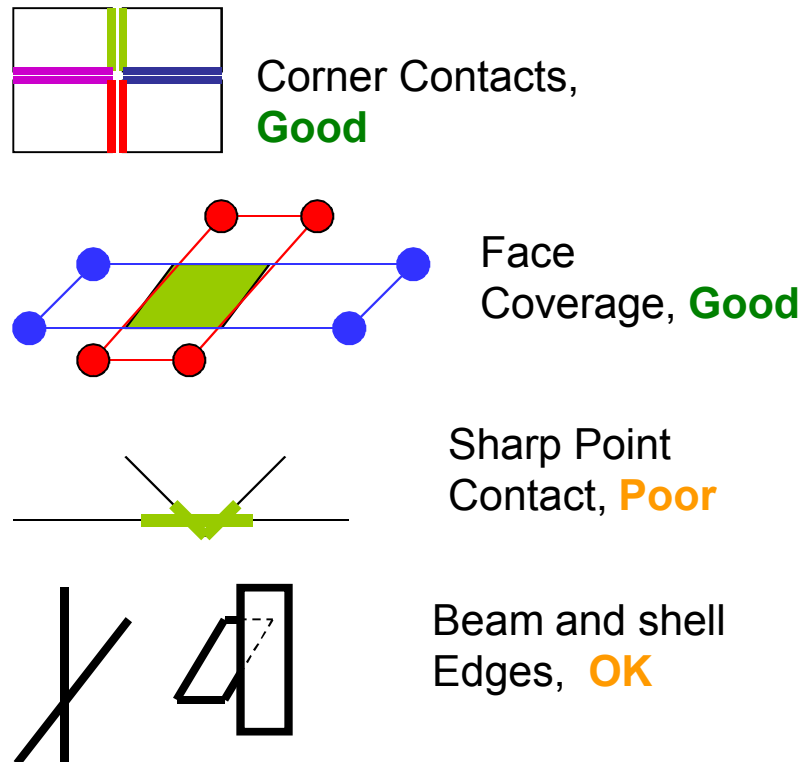 Corner Contacts,
Good
Face
Coverage, Good
Sharp Point
Contact, Poor
Beam and shell
Edges, OK